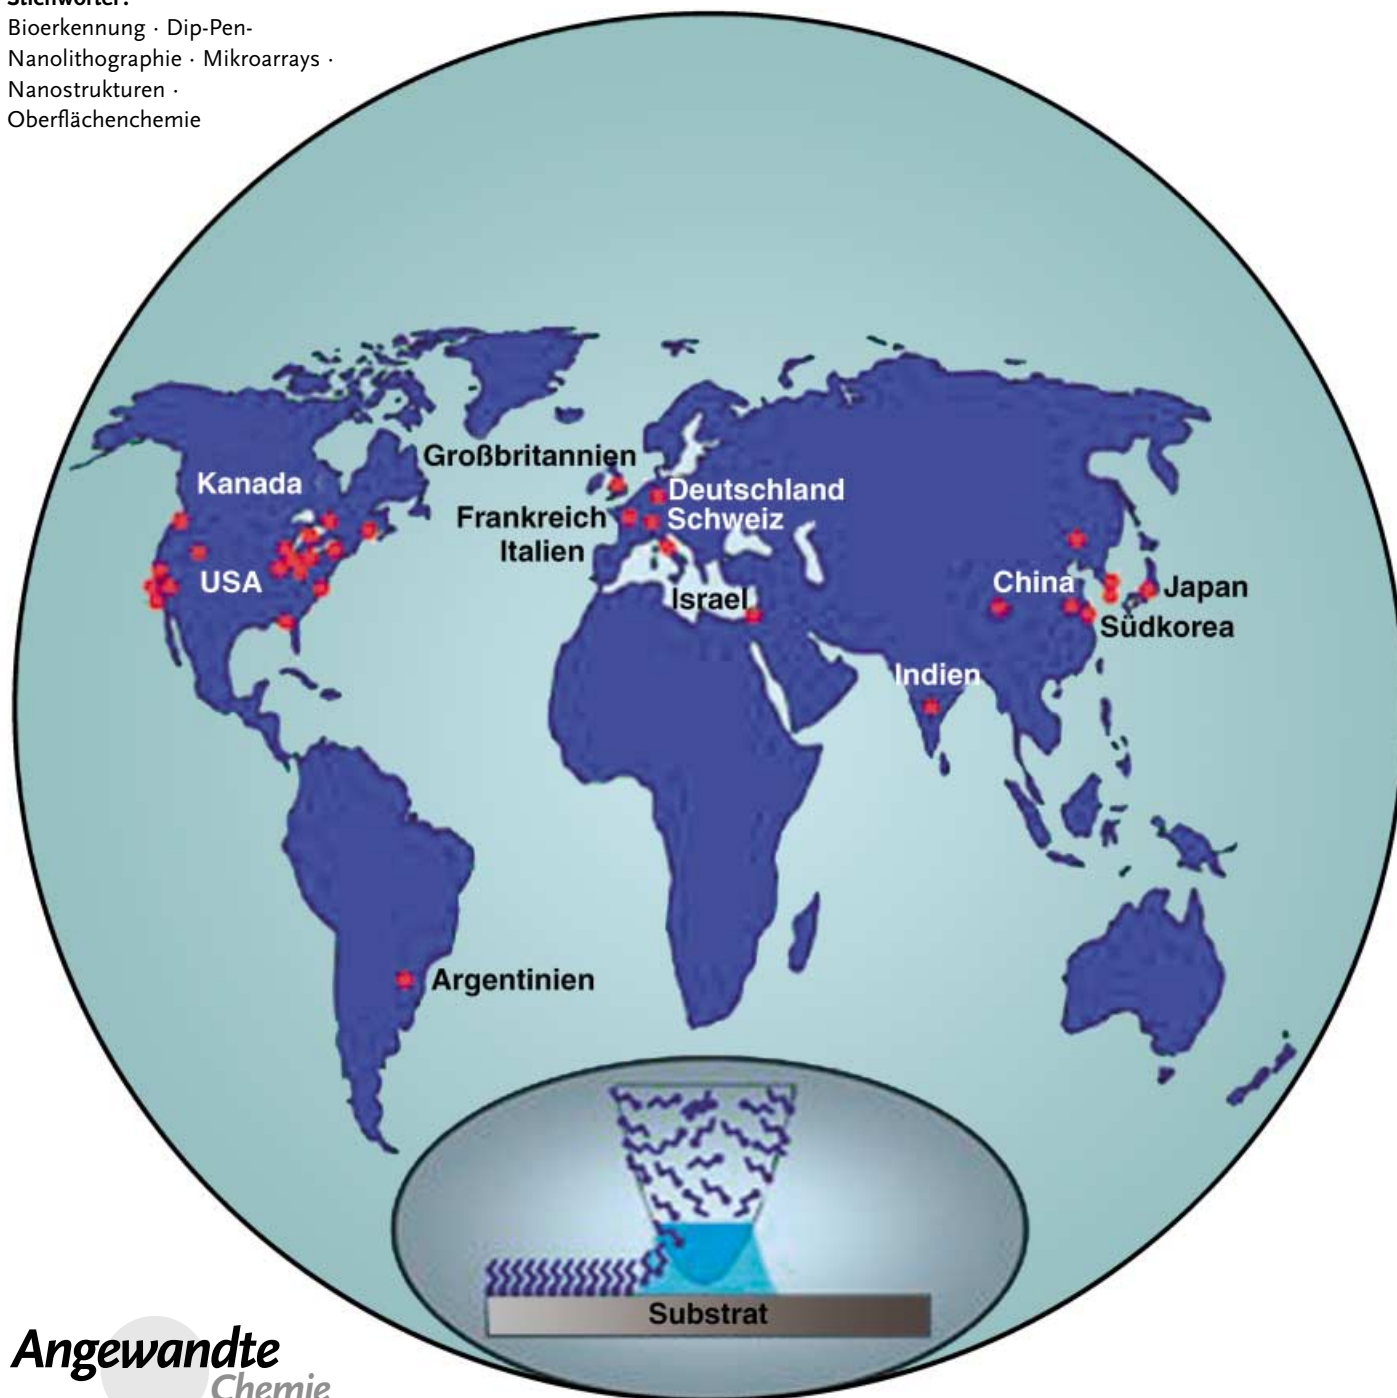 Stichwörter:
Bioerkennung · Dip-Pen-
Nanolithographie · Mikroarrays ·
Nanostrukturen ·
Oberflächenchemie
Großbritannien
Kanada
Deutschland
Frankreich
Schweiz
Italien
USA
Israel
China
Japan
Südkorea
Indien
Argentinien
Substrat
Angewandte
Chemie